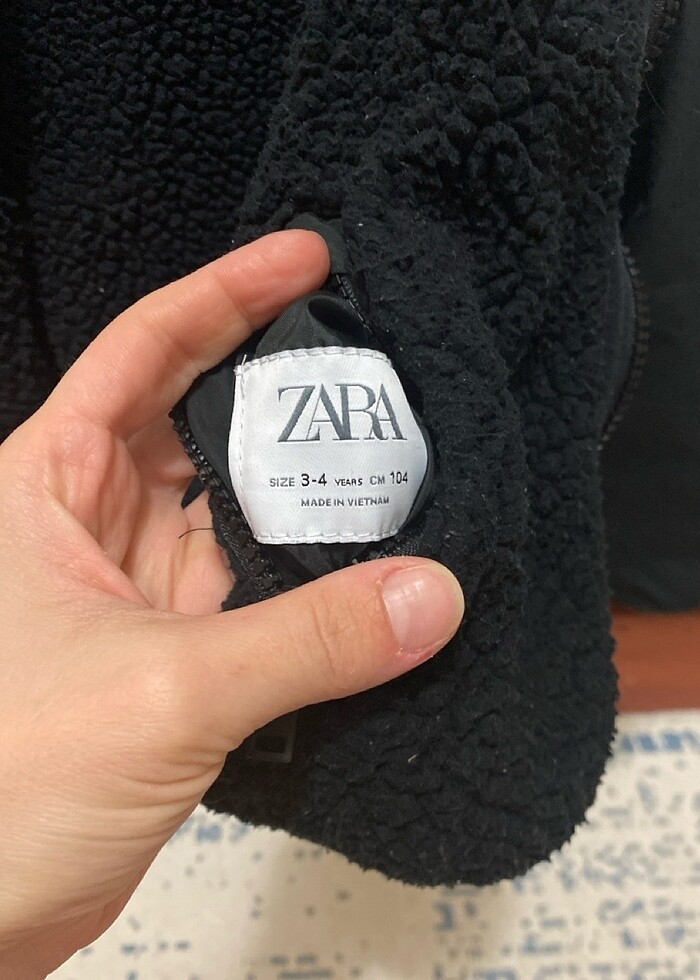 ZARA
SIZE 3-4 YEARS CM 104
MADE IN VIETNAM